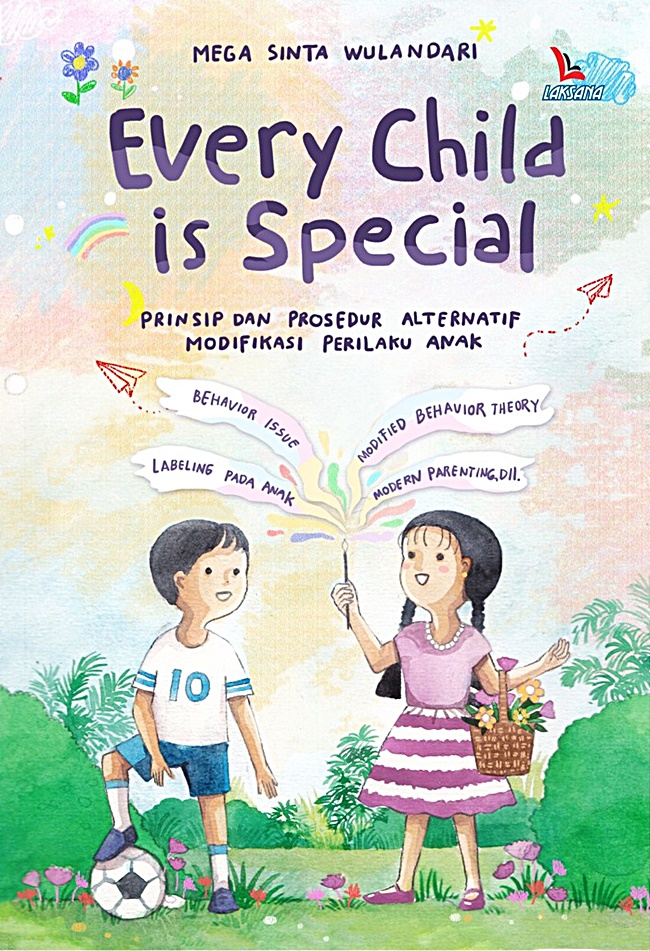 MEGA SINTA WULANDARI
LAKSANA
Every Child
is Special
PRINSIP DAN PROSEDUR ALTERNATIF
MODIFIKASI PERILAKU ANAK
BEHAVIOR ISSUE
MODIFIED BEHAVIOR THEORY
LABELING PADA ANAK
MODERN PARENTING, Dll.
10